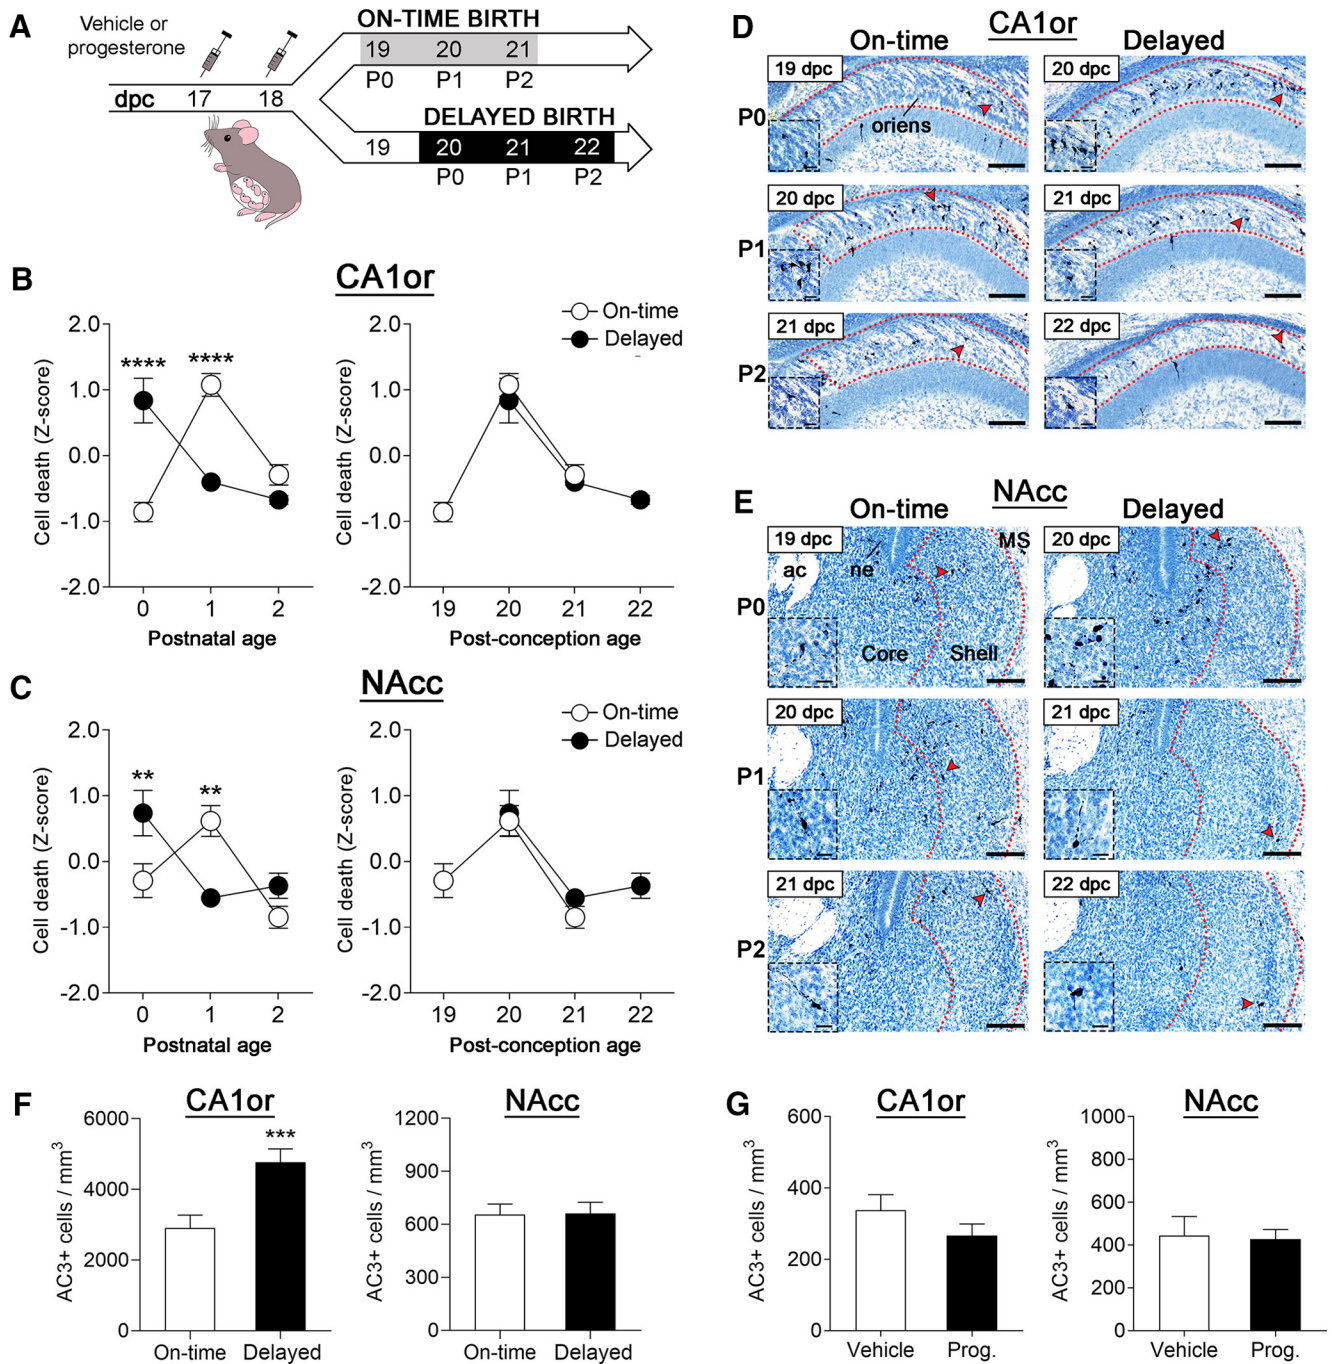 A
Vehicle or
progesterone
dpc 17 18
ON-TIME BIRTH
19 20 21
P0 P1 P2
DELAYED BIRTH
19 20 21 22
P0 P1 P2
B
CA1or
On-time
Delayed
Cell death (Z-score)
2.0
1.0
0.0
-1.0
-2.0
**** ****
0 1 2
Postnatal age
Cell death (Z-score)
2.0
1.0
0.0
-1.0
-2.0
19 20 21 22
Post-conception age
C
NAcc
On-time
Delayed
Cell death (Z-score)
2.0
1.0
0.0
-1.0
-2.0
** **
0 1 2
Postnatal age
Cell death (Z-score)
2.0
1.0
0.0
-1.0
-2.0
19 20 21 22
Post-conception age
D
CA1or
On-time Delayed
P0
19 dpc
oriens
20 dpc
P1
20 dpc
21 dpc
P2
21 dpc
22 dpc
E
NAcc
On-time Delayed
P0
19 dpc
ac
ne
MS
Core
Shell
20 dpc
P1
20 dpc
21 dpc
P2
21 dpc
22 dpc
F
CA1or
AC3+ cells / mm3
6000
4000
2000
0
***
On-time Delayed
NAcc
AC3+ cells / mm3
1200
900
600
300
0
On-time Delayed
G
CA1or
AC3+ cells / mm3
600
400
200
0
Vehicle Prog.
NAcc
AC3+ cells / mm3
1000
800
600
400
200
0
Vehicle Prog.